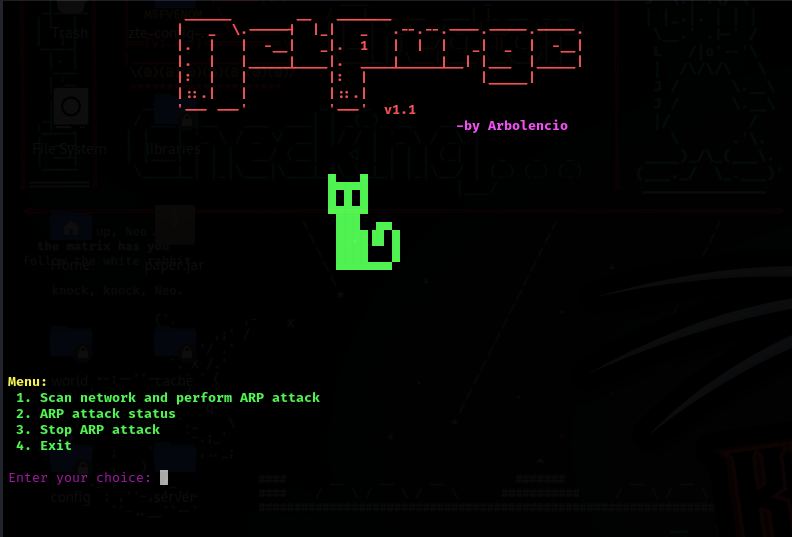 v1.1
-by Arbolencio
Trash
File System
libraries
up, Neo.
the matrix has you
follow the white rabbit.
Home
paper.jar
knock, knock, Neo.
world
cache
Menu:
1. Scan network and perform ARP attack
2. ARP attack status
3. Stop ARP attack
4. Exit
Enter your choice:
config
server